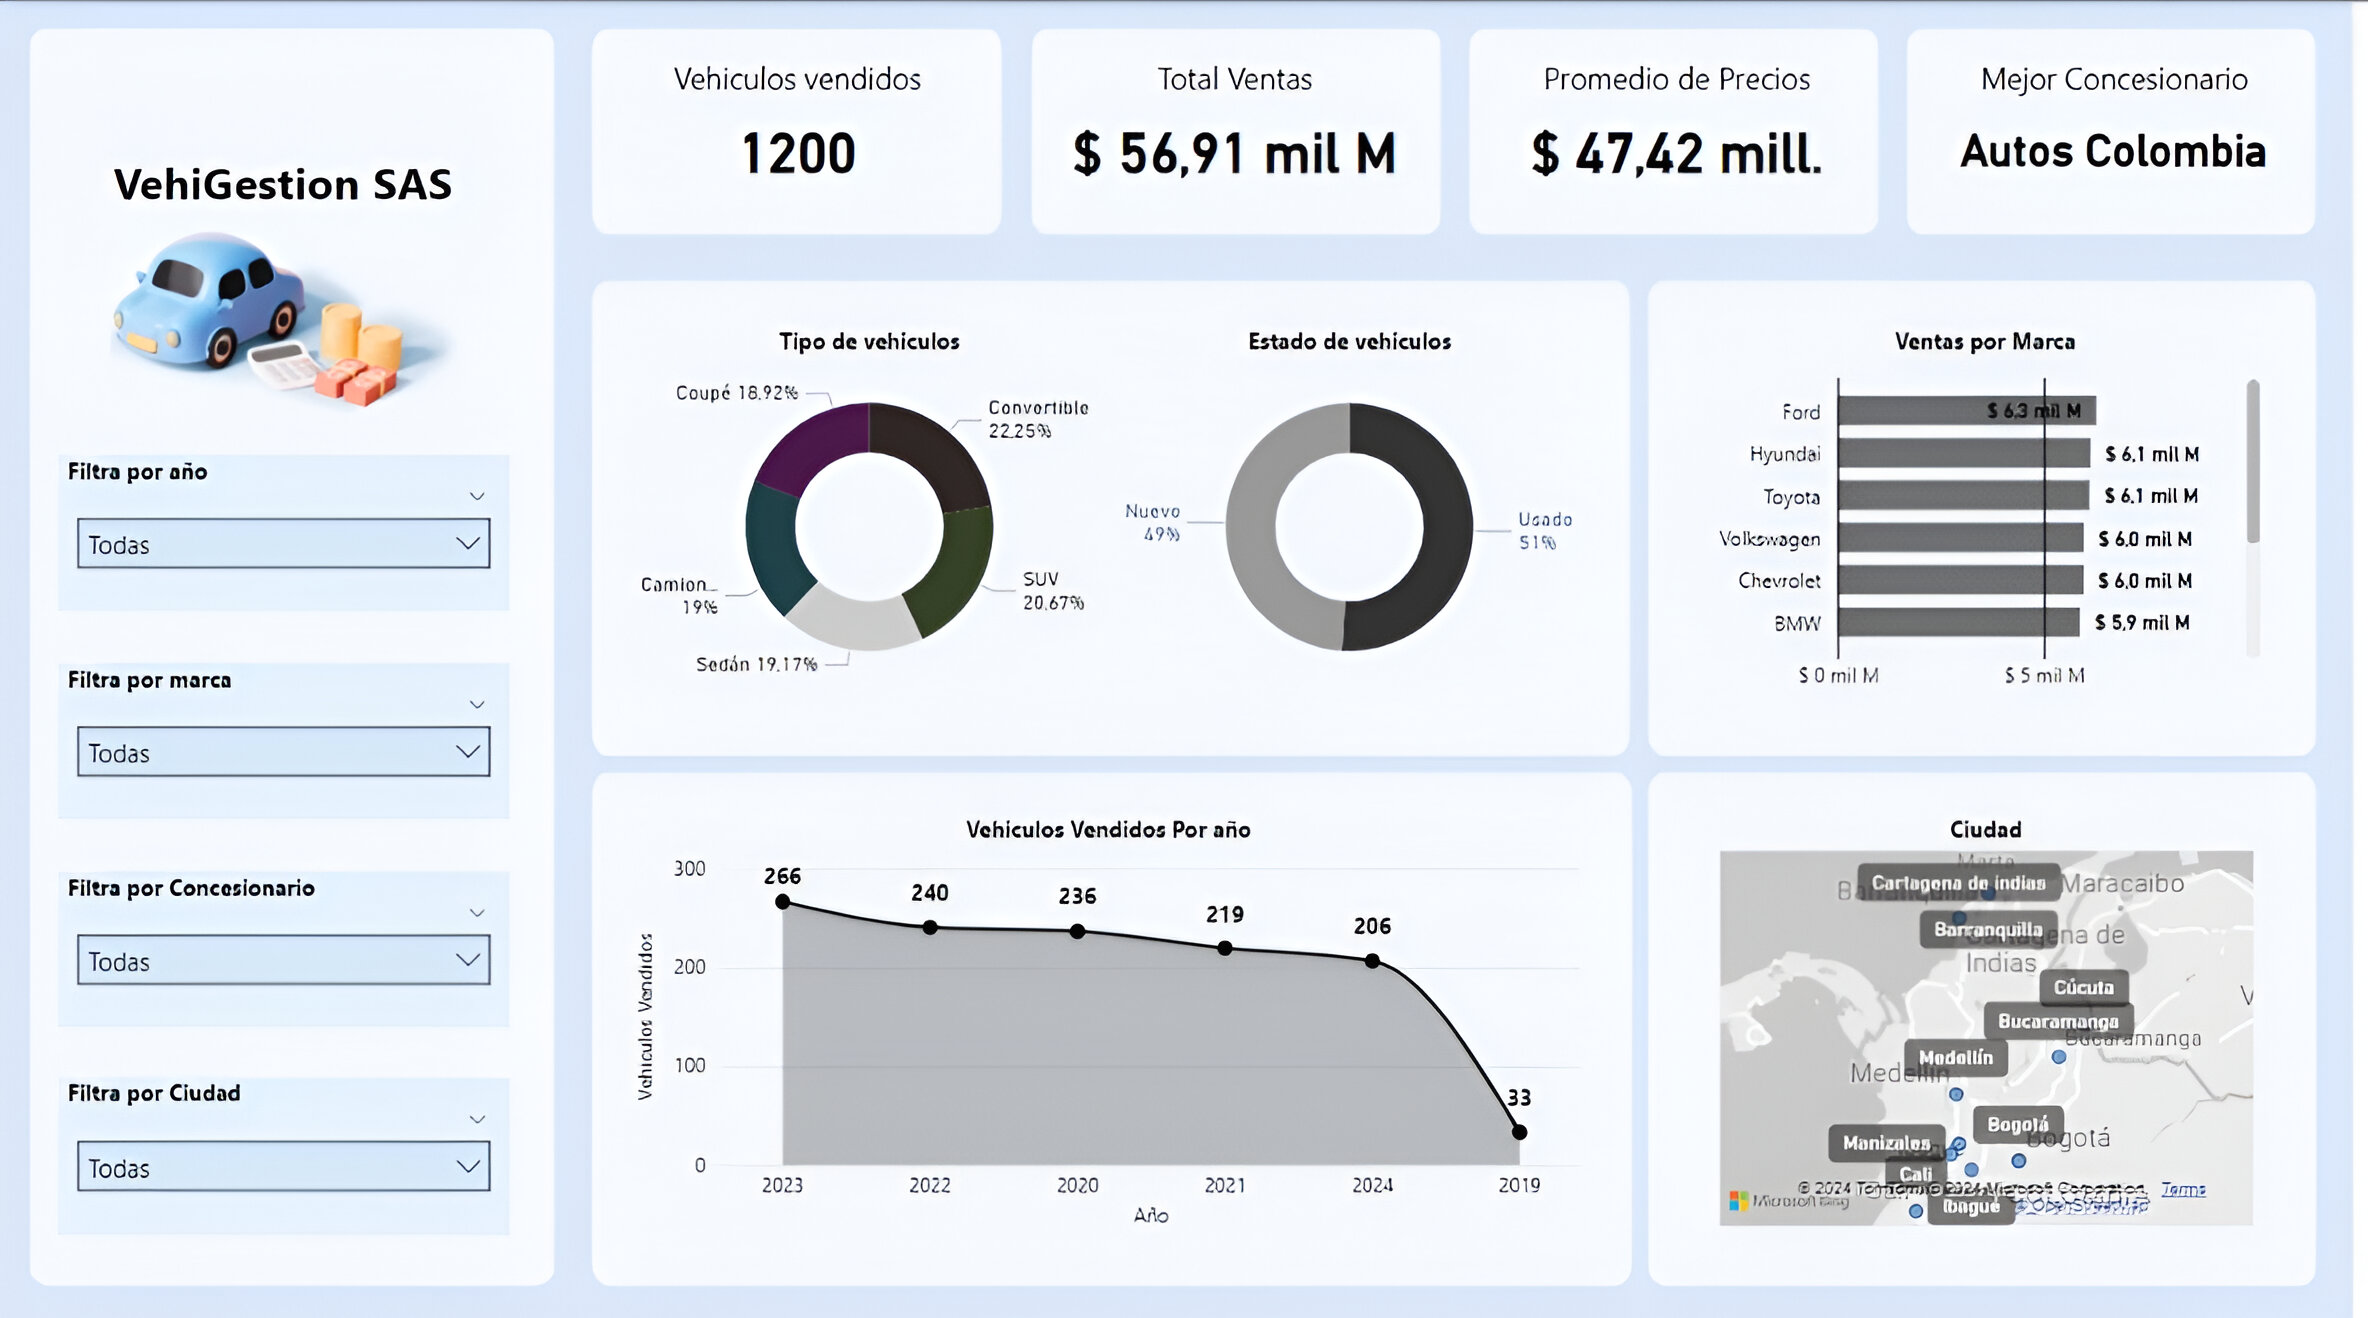 VehiGestion SAS
Filtra por año
Todas
Filtra por marca
Todas
Filtra por Concesionario
Todas
Filtra por Ciudad
Todas
Vehiculos vendidos
1200
Total Ventas
$ 56,91 mil M
Promedio de Precios
$ 47,42 mill.
Mejor Concesionario
Autos Colombia
Tipo de vehiculos
Coupé 18,92%
Convertible
22,25%
Camion...
19%
SUV
20,67%
Sedán 19,17%
Estado de vehiculos
Nuevo
49%
Usado
51%
Ventas por Marca
Ford
$ 6,3 mil M
Hyundai
$ 6,1 mil M
Toyota
$ 6,1 mil M
Volkswagen
$ 6,0 mil M
Chevrolet
$ 6,0 mil M
BMW
$ 5,9 mil M
$ 0 mil M
$ 5 mil M
Vehiculos Vendidos Por año
Vehiculos Vendidos
300
200
100
0
266
240
236
219
206
33
2023
2022
2020
2021
2024
2019
Año
Ciudad
Marta
Cartagena de indias
Maracaibo
Barranquilla
Indias
Cúcuta
Bucaramanga
Bucaramanga
Medellín
Medellín
Bogotá
Bogotá
Manizales
Cali
© 2024 TomTom, © 2024 Microsoft Corporation,
Terms
Microsoft Bing
Ibagué